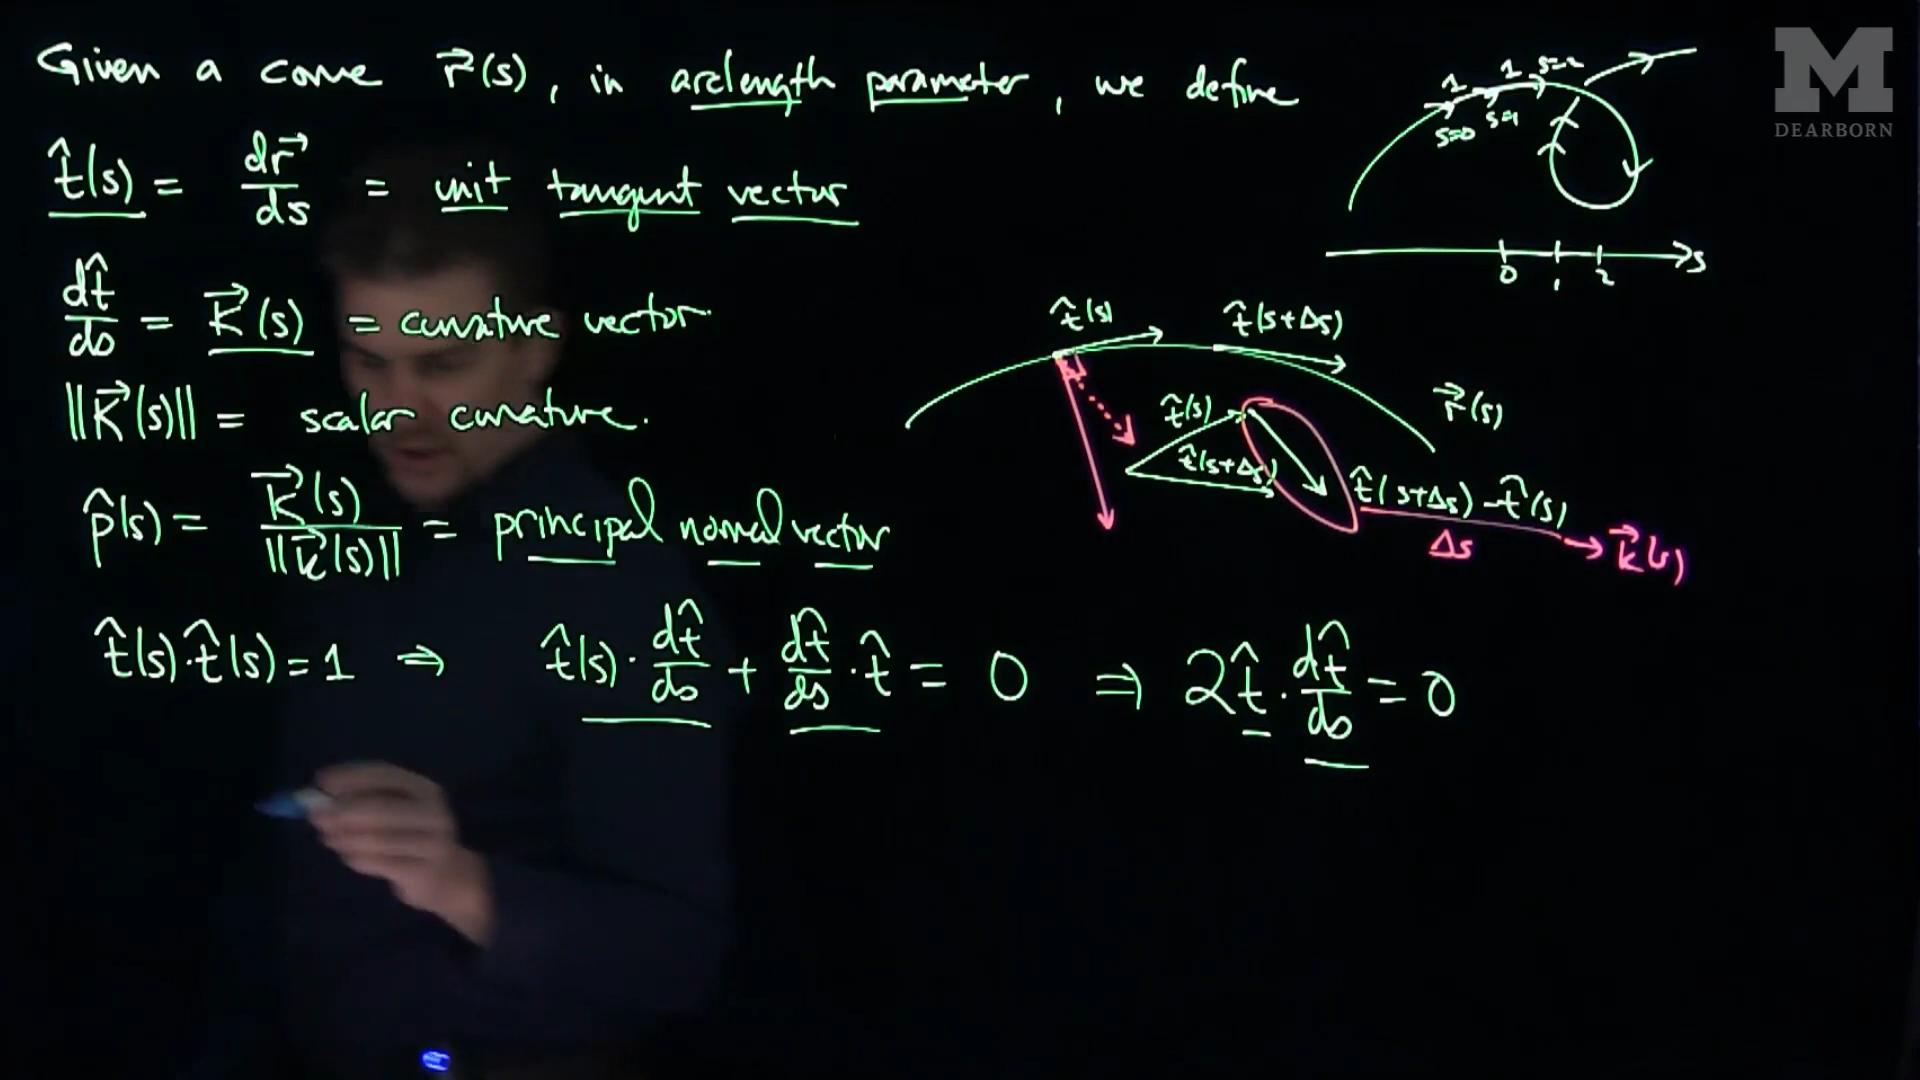 Given a curve r⃗(s), in arclength parameter, we define
t̂(s) = dr⃗/ds = unit tangent vector
dt̂/ds = K⃗(s) = curvature vector.
||K⃗(s)|| = scalar curvature.
p̂(s) = K⃗(s)/||K⃗(s)|| = principal normal vector
t̂(s)·t̂(s) = 1 ⇒ t̂(s)·dt̂/ds + dt̂/ds·t̂ = 0 ⇒ 2t̂·dt̂/ds = 0
1 1 s=2
s=0 s=1
0 1 2 s
t̂(s) t̂(s+Δs)
r⃗(s)
t̂(s)
t̂(s+Δs)
t̂(s+Δs) - t̂(s)
Δs → K⃗(s)
M
DEARBORN